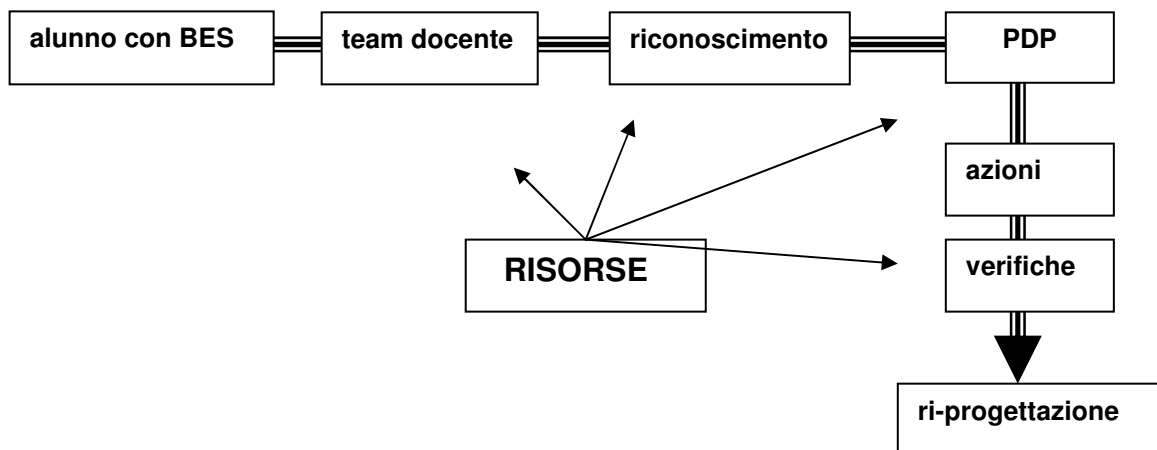 alunno con BES
team docente
riconoscimento
PDP
azioni
RISORSE
verifiche
ri-progettazione